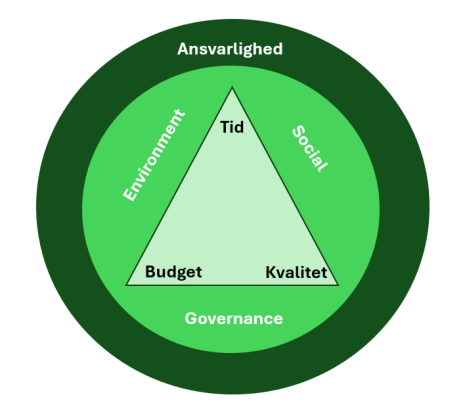 Ansvarlighed
Environment
Social
Tid
Budget
Kvalitet
Governance